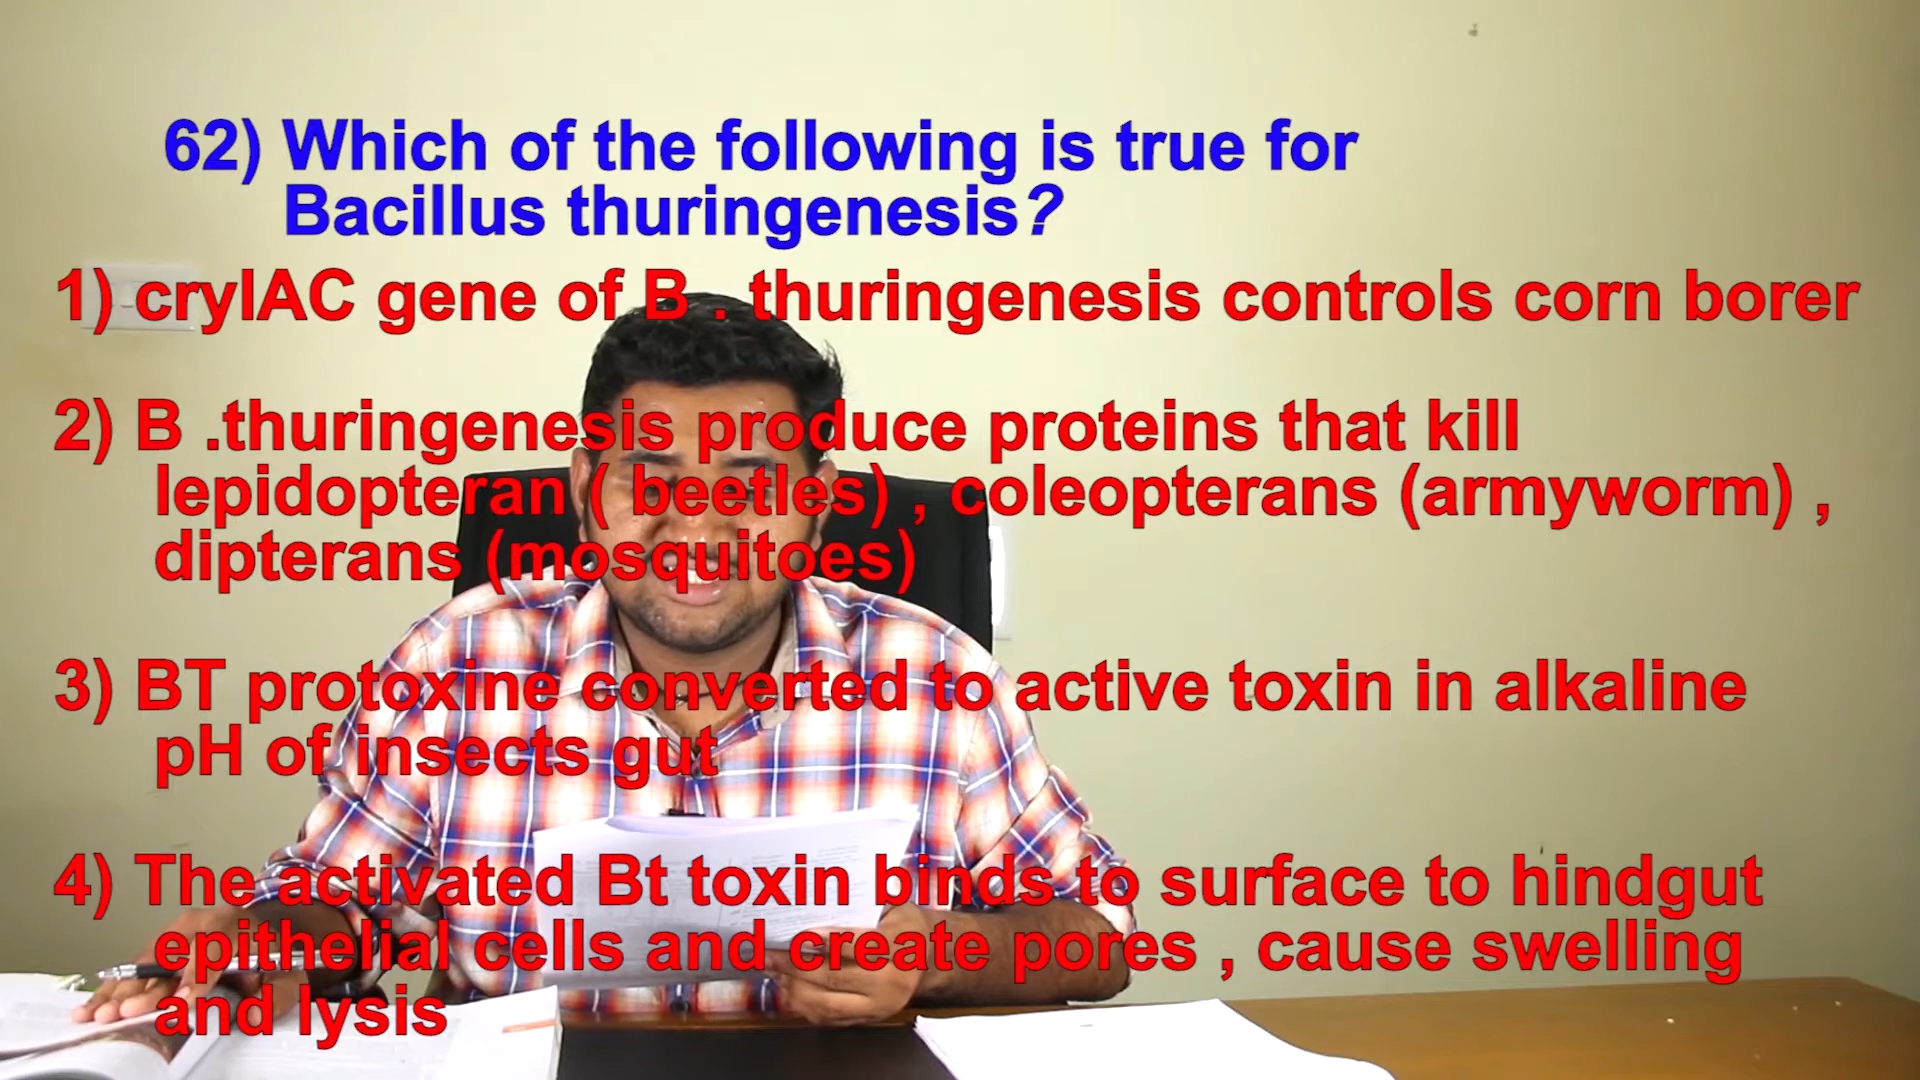 62) Which of the following is true for
Bacillus thuringenesis?
1) cryIAC gene of B . thuringenesis controls corn borer
2) B .thuringenesis produce proteins that kill
lepidopteran ( beetles) , coleopterans (armyworm) ,
dipterans (mosquitoes)
3) BT protoxine converted to active toxin in alkaline
pH of insects gut
4) The activated Bt toxin binds to surface to hindgut
epithelial cells and create pores , cause swelling
and lysis